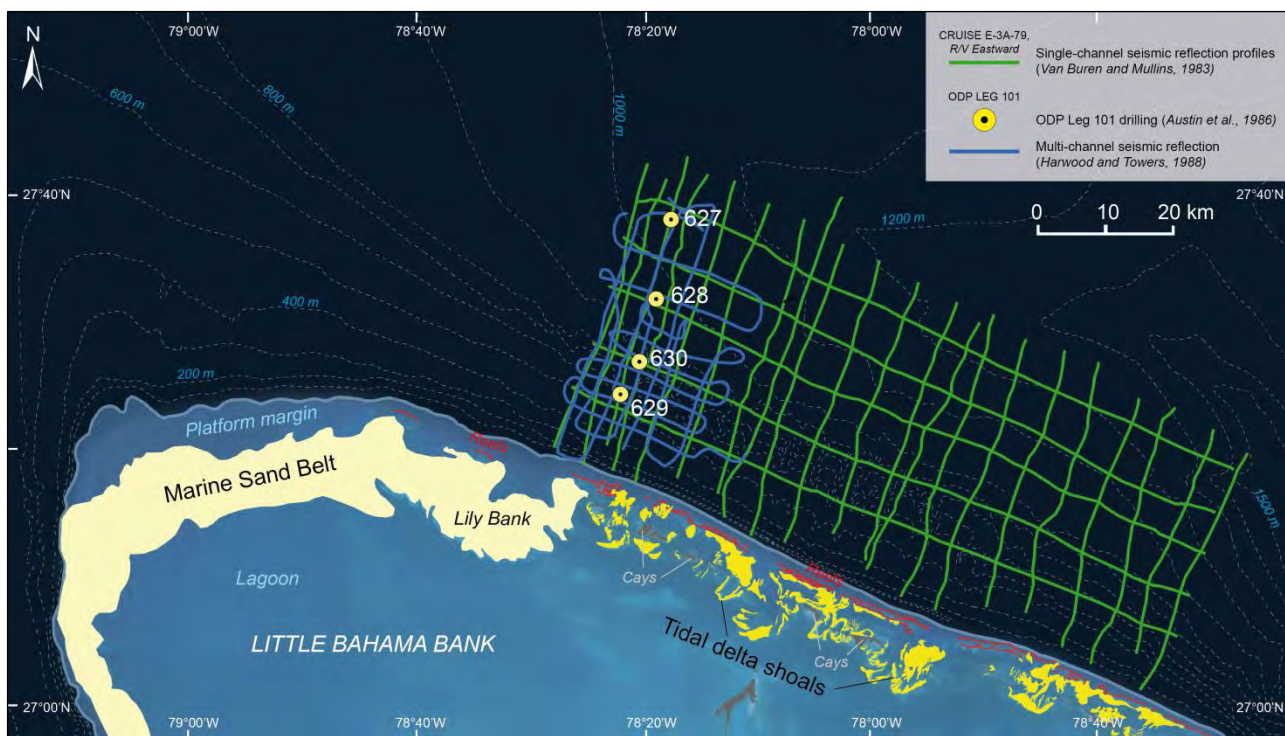 N
79°00'W
78°40'W
78°20'W
78°00'W
CRUISE E-3A-79,
R/V Eastward
Single-channel seismic reflection profiles
(Van Buren and Mullins, 1983)
ODP LEG 101
ODP Leg 101 drilling (Austin et al., 1986)
Multi-channel seismic reflection
(Harwood and Towers, 1988)
600 m
800 m
1000 m
27°40'N
27°40'N
1200 m
0 10 20 km
627
628
400 m
630
200 m
629
Platform margin
Reefs
Marine Sand Belt
1500 m
Lily Bank
Lagoon
Cays
Reefs
LITTLE BAHAMA BANK
Tidal delta shoals
Cays
27°00'N
27°00'N
79°00'W
78°40'W
78°20'W
78°00'W
78°40'W